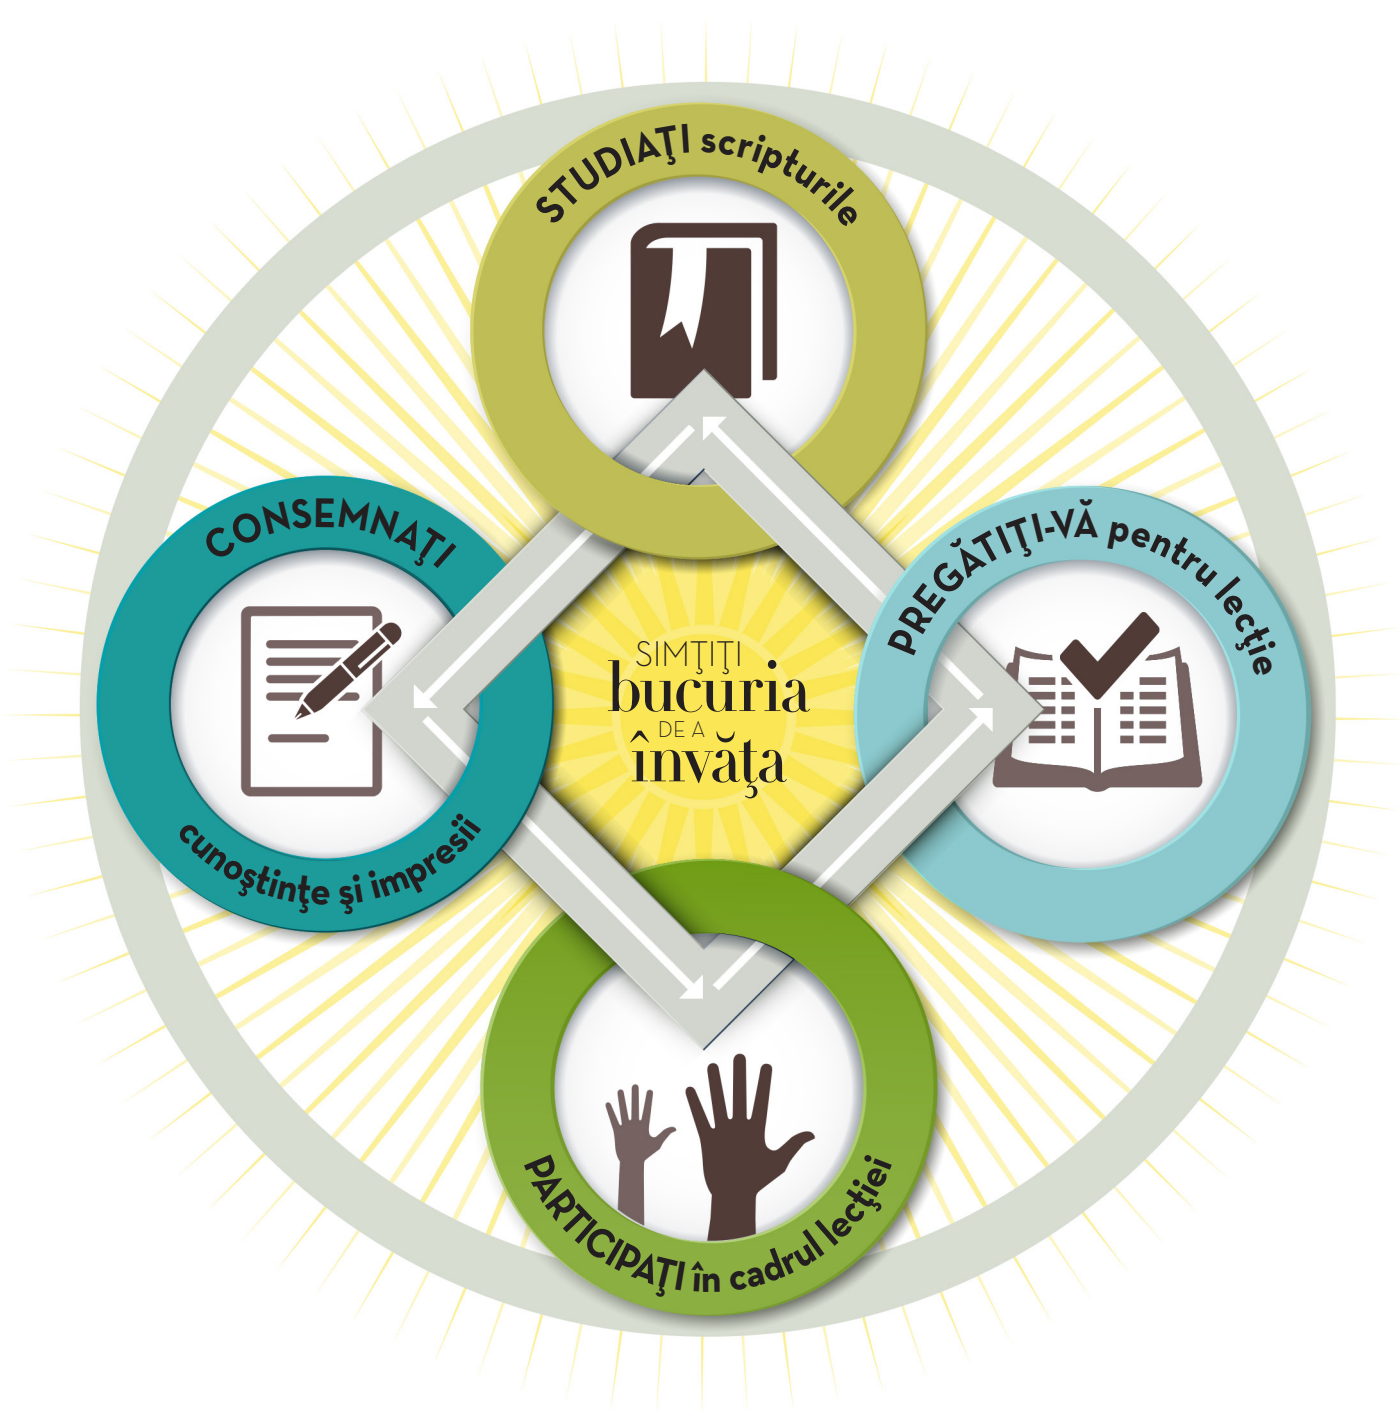 STUDIAŢI scripturile
CONSEMNAŢI
cunoştinţe şi impresii
SIMŢIŢI
bucuria
DE A
învăţa
PREGĂTIŢI-VĂ pentru lecţie
PARTICIPAŢI în cadrul lecţiei